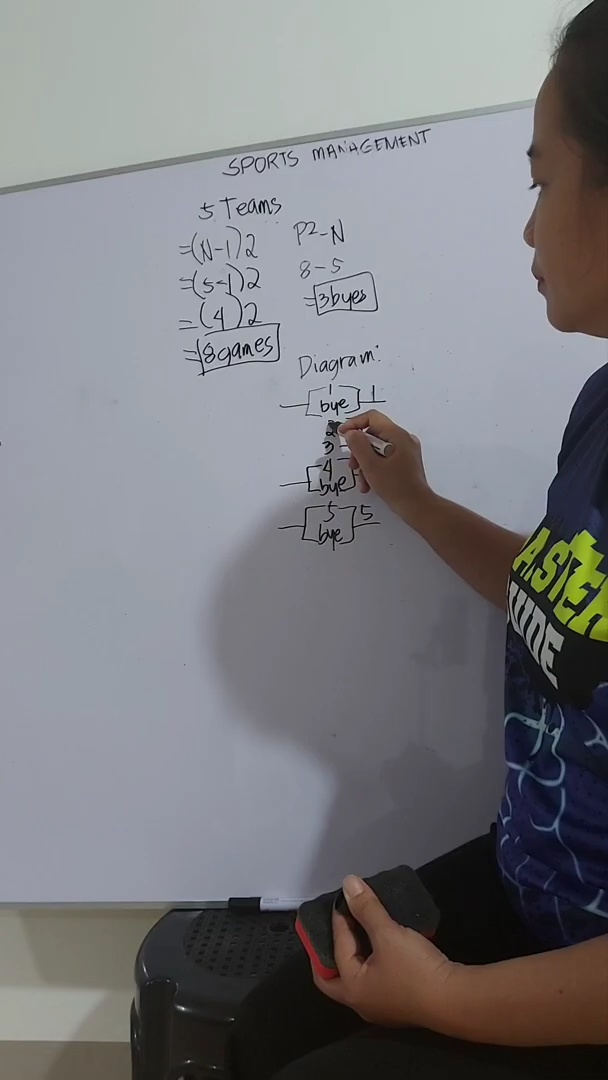 SPORTS MANAGEMENT
5 Teams
=(N-1)2
=(5-1)2
=(4)2
=8games
P2-N
8-5
=3byes
Diagram:
1 1
bye
2
3
4
bye
5 5
bye